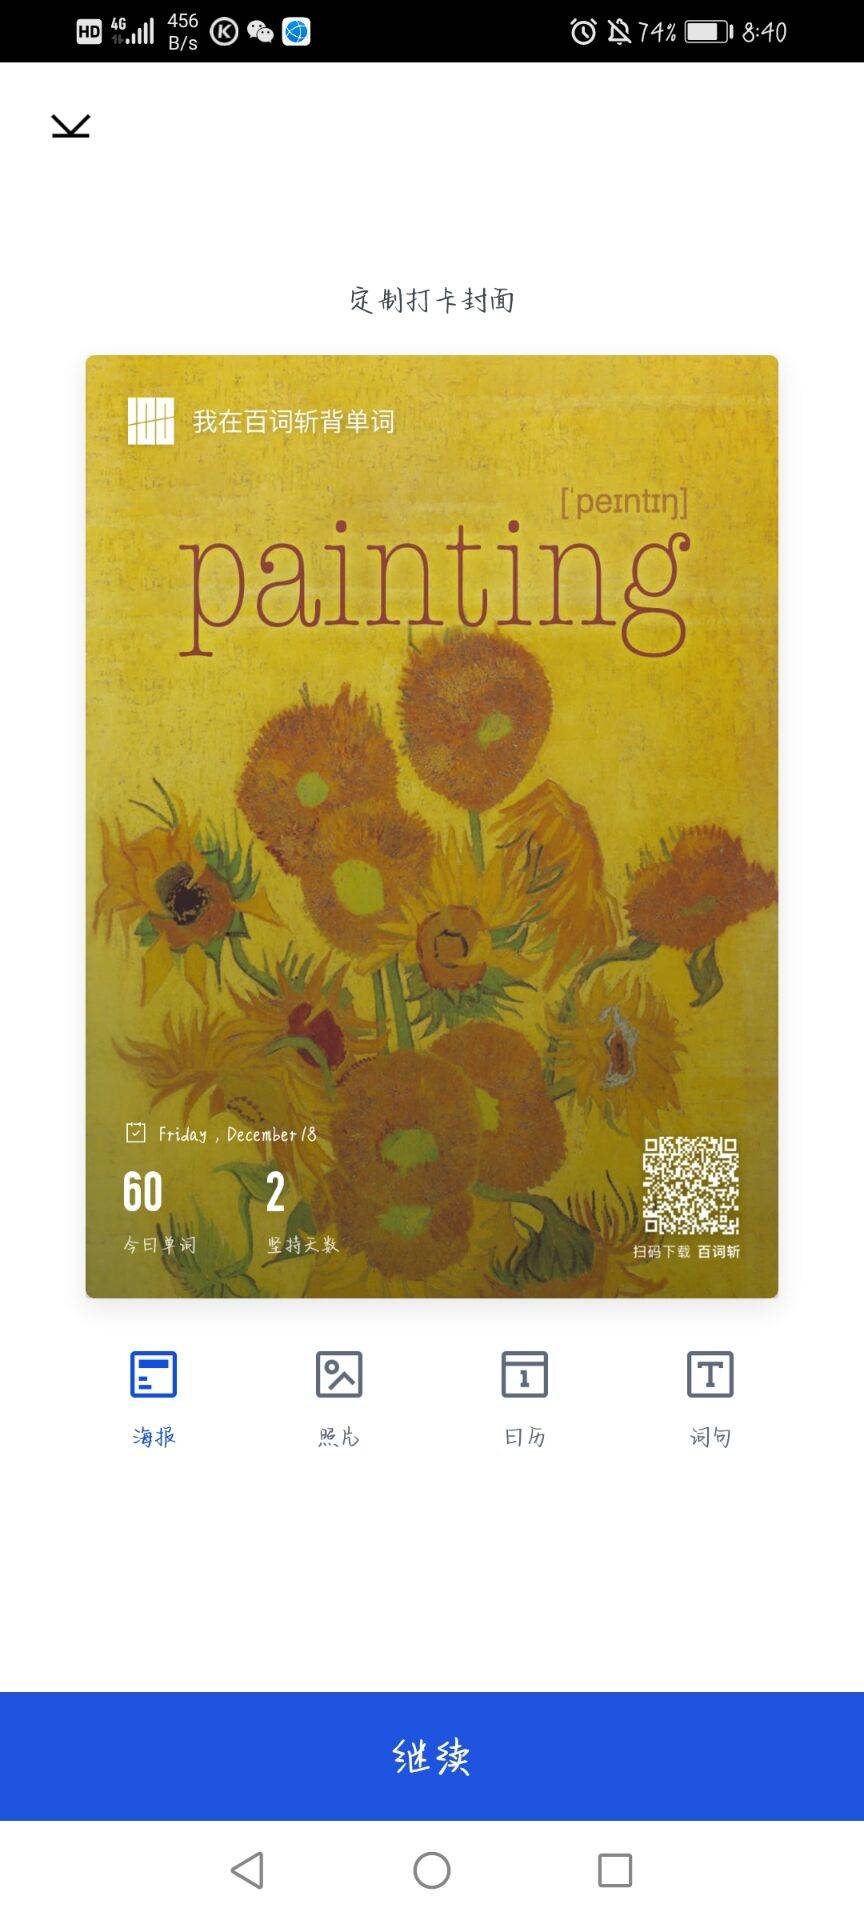 HD 4G 456 B/s K 74% 8:40
定制打卡封面
我在百词斩背单词
['peɪntɪŋ]
painting
Friday , December 18
60 2
今日单词 坚持天数
扫码下载 百词斩
海报 照片 日历 词句
继续